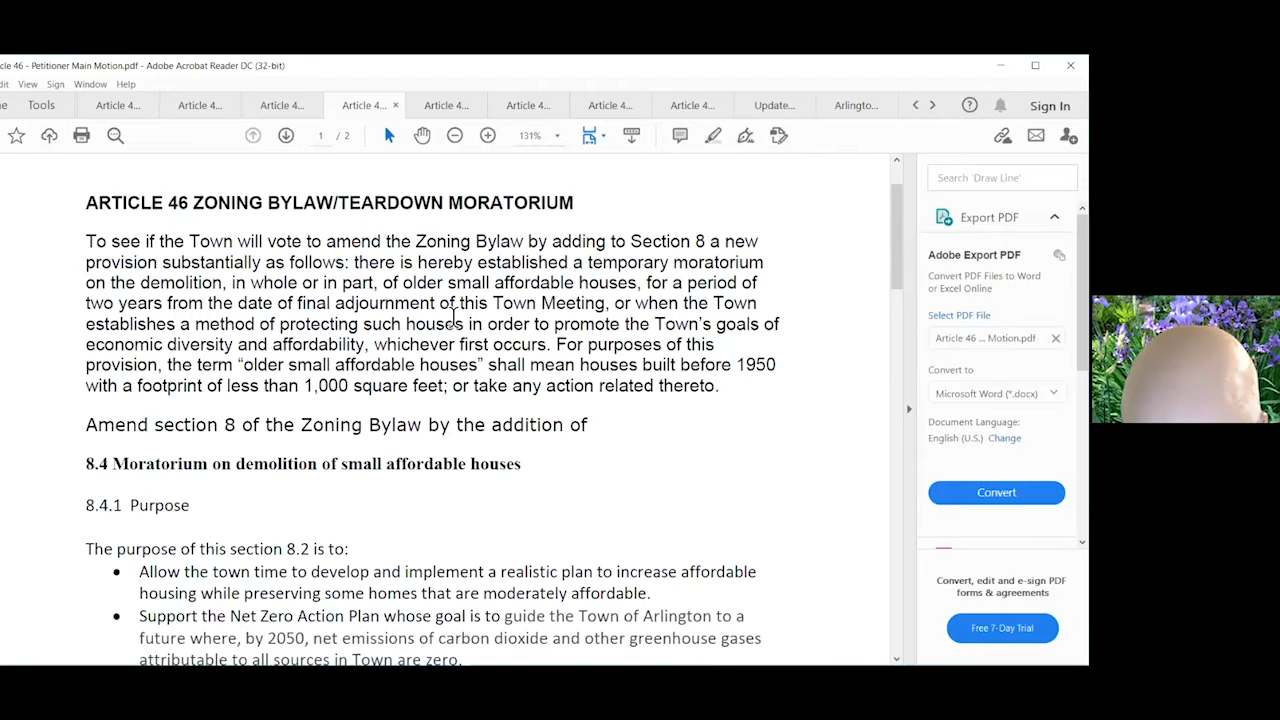 cle 46 - Petitioner Main Motion.pdf - Adobe Acrobat Reader DC (32-bit)
dit View Sign Window Help
e Tools Article 4... Article 4... Article 4... Article 4... × Article 4... Article 4... Article 4... Article 4... Update... Arlingto... Sign In
1 / 2 131%
ARTICLE 46 ZONING BYLAW/TEARDOWN MORATORIUM
To see if the Town will vote to amend the Zoning Bylaw by adding to Section 8 a new
provision substantially as follows: there is hereby established a temporary moratorium
on the demolition, in whole or in part, of older small affordable houses, for a period of
two years from the date of final adjournment of this Town Meeting, or when the Town
establishes a method of protecting such houses in order to promote the Town's goals of
economic diversity and affordability, whichever first occurs. For purposes of this
provision, the term “older small affordable houses” shall mean houses built before 1950
with a footprint of less than 1,000 square feet; or take any action related thereto.
Amend section 8 of the Zoning Bylaw by the addition of
8.4 Moratorium on demolition of small affordable houses
8.4.1 Purpose
The purpose of this section 8.2 is to:
• Allow the town time to develop and implement a realistic plan to increase affordable
housing while preserving some homes that are moderately affordable.
• Support the Net Zero Action Plan whose goal is to guide the Town of Arlington to a
future where, by 2050, net emissions of carbon dioxide and other greenhouse gases
attributable to all sources in Town are zero.
Search 'Draw Line'
Export PDF
Adobe Export PDF
Convert PDF Files to Word
or Excel Online
Select PDF File
Article 46 ... Motion.pdf ×
Convert to
Microsoft Word (*.docx)
Document Language:
English (U.S.) Change
Convert
Convert, edit and e-sign PDF
forms & agreements
Free 7-Day Trial